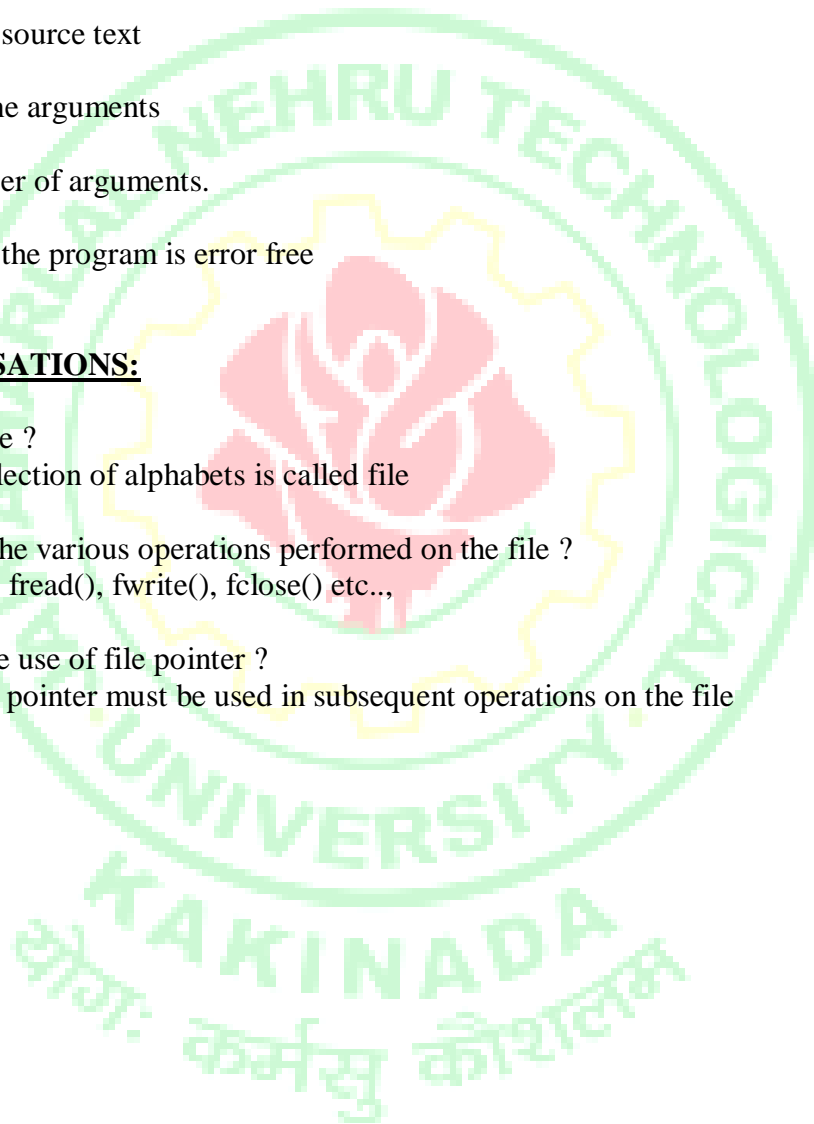 source text
ne arguments
er of arguments.
the program is error free
SATIONS:
e ?
lection of alphabets is called file
he various operations performed on the file ?
fread(), fwrite(), fclose() etc..,
e use of file pointer ?
pointer must be used in subsequent operations on the file
NEHRU TECHNOLOGICAL
UNIVERSITY
KAKINADA
योगः कर्मसु कौशलम्